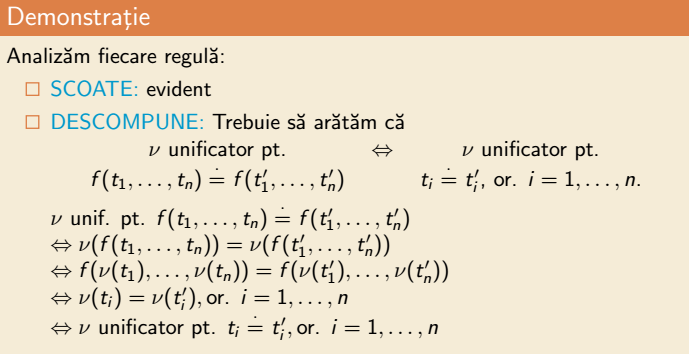 Demonstrație
Analizăm fiecare regulă:
□ SCOATE: evident
□ DESCOMPUNE: Trebuie să arătăm că
ν unificator pt. ⇔ ν unificator pt.
f(t₁, . . . , tₙ) ≐ f(t′₁, . . . , t′ₙ) tᵢ ≐ t′ᵢ, or. i = 1, . . . , n.
ν unif. pt. f(t₁, . . . , tₙ) ≐ f(t′₁, . . . , t′ₙ)
⇔ ν(f(t₁, . . . , tₙ)) = ν(f(t′₁, . . . , t′ₙ))
⇔ f(ν(t₁), . . . , ν(tₙ)) = f(ν(t′₁), . . . , ν(t′ₙ))
⇔ ν(tᵢ) = ν(t′ᵢ), or. i = 1, . . . , n
⇔ ν unificator pt. tᵢ ≐ t′ᵢ, or. i = 1, . . . , n